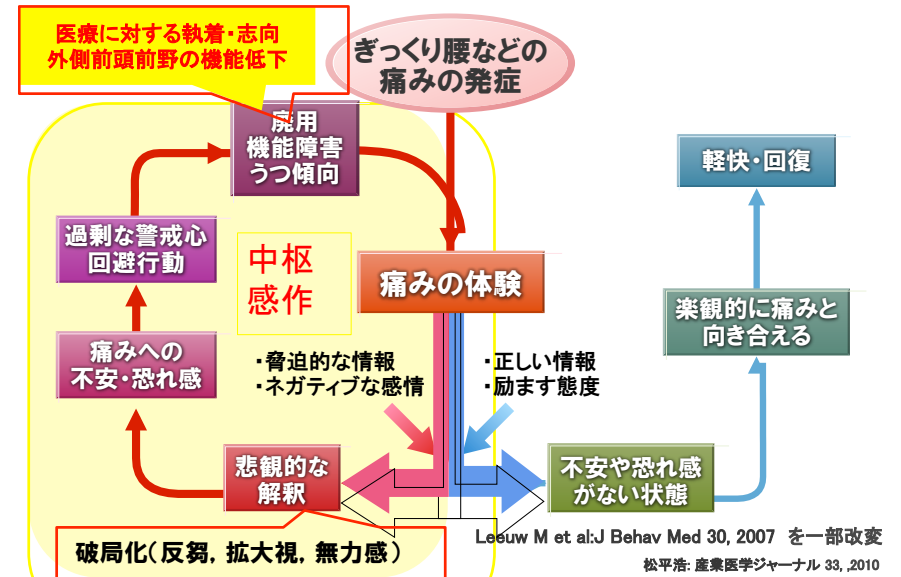 医療に対する執着・志向
外側前頭前野の機能低下
ぎっくり腰などの
痛みの発症
廃用
機能障害
うつ傾向
軽快・回復
過剰な警戒心
回避行動
中枢
感作
痛みの体験
楽観的に痛みと
向き合える
痛みへの
不安・恐れ感
・脅迫的な情報
・ネガティブな感情
・正しい情報
・励ます態度
悲観的な
解釈
不安や恐れ感
がない状態
破局化(反芻, 拡大視, 無力感)
Leeuw M et al:J Behav Med 30, 2007 を一部改変
松平浩: 産業医学ジャーナル 33, ,2010